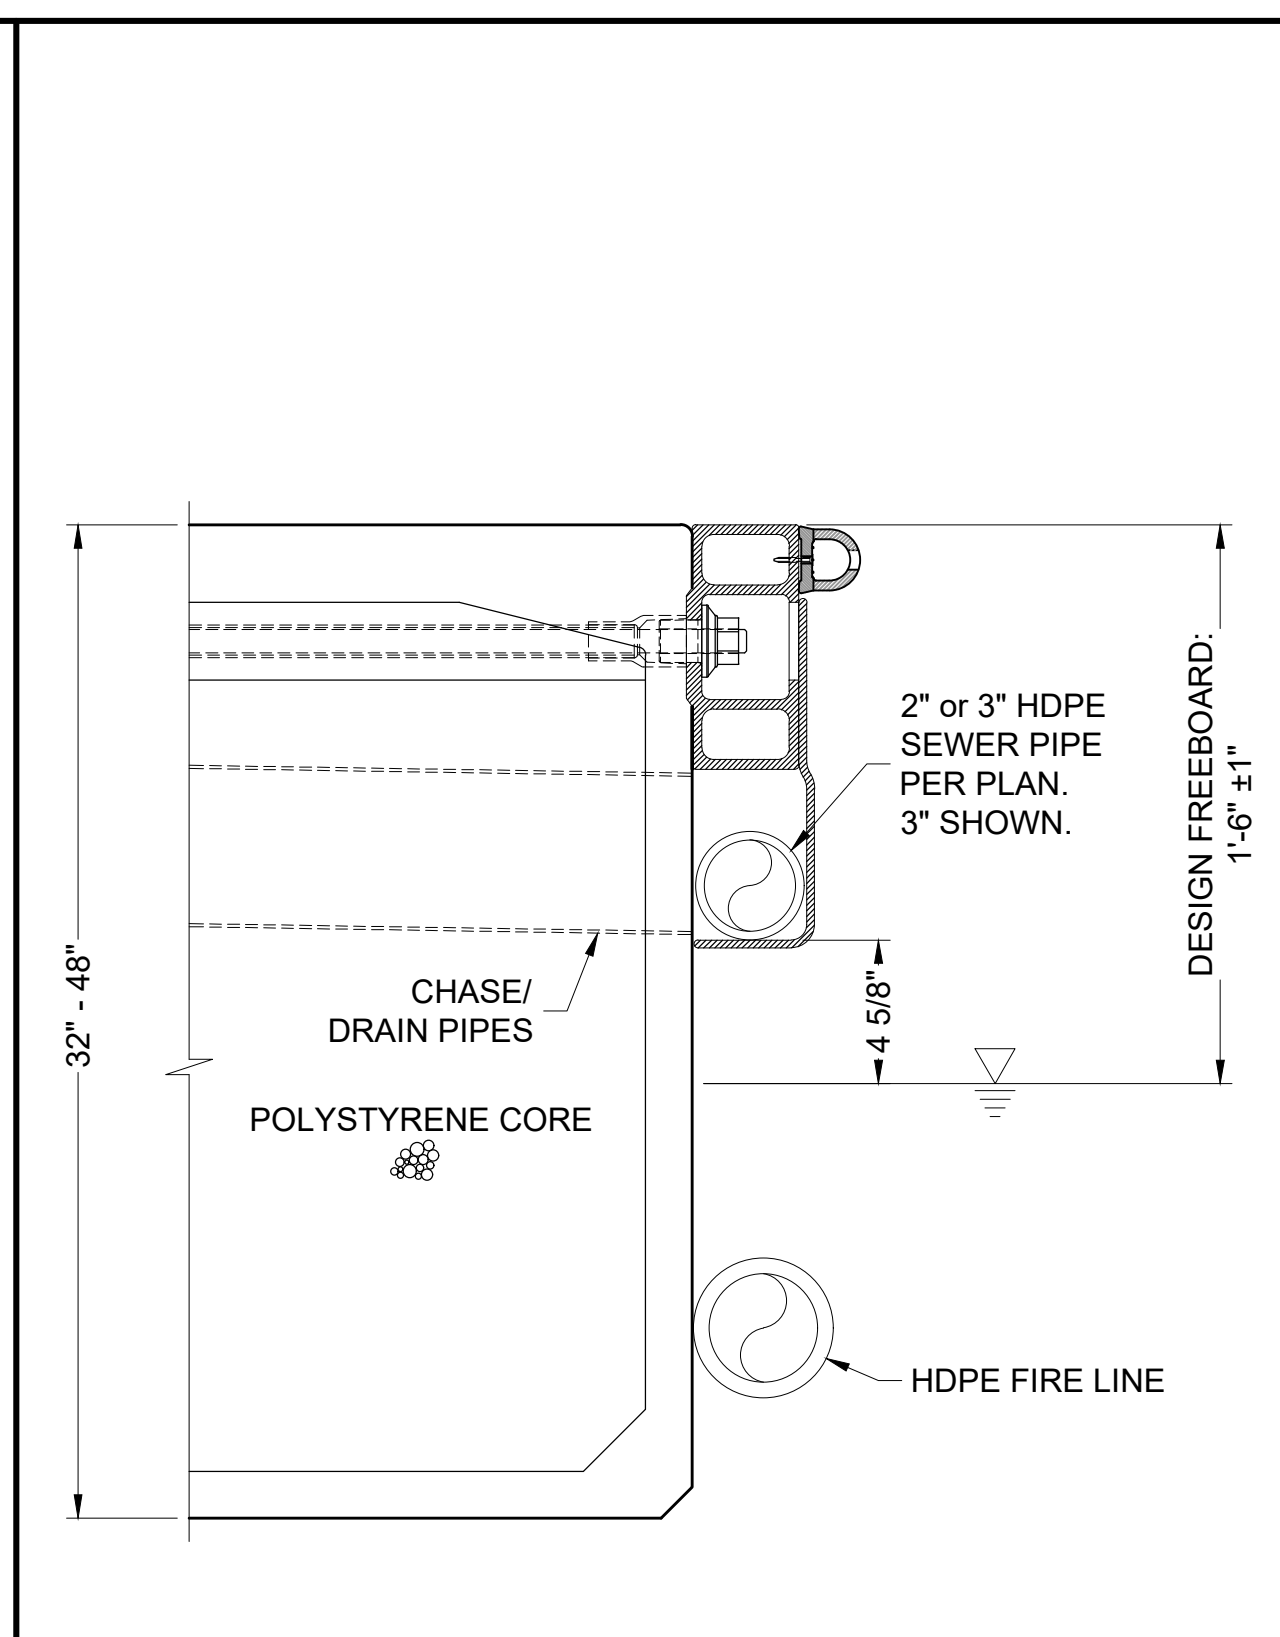 2" or 3" HDPE
SEWER PIPE
PER PLAN.
3" SHOWN.
DESIGN FREEBOARD:
1'-6" ±1"
32" - 48"
CHASE/
DRAIN PIPES
4 5/8"
POLYSTYRENE CORE
HDPE FIRE LINE